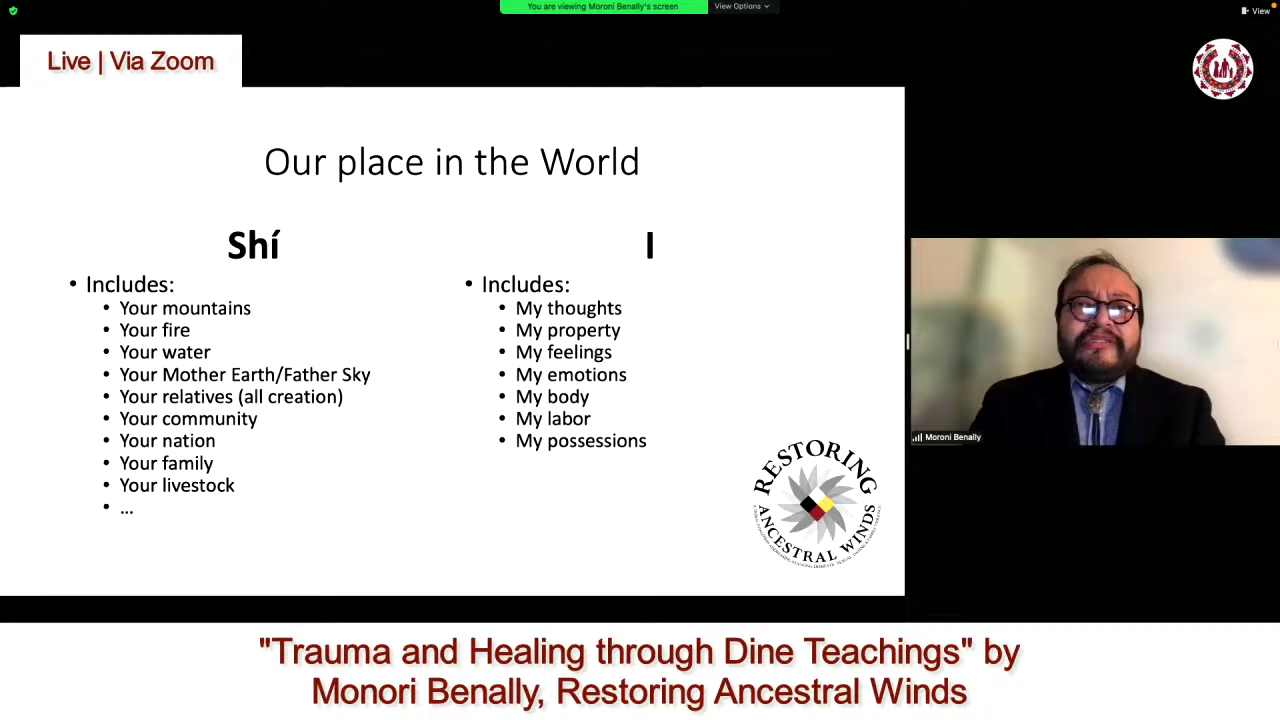 You are viewing Moroni Benally's screen
View Options
View
Live | Via Zoom
Our place in the World
Shí
• Includes:
• Your mountains
• Your fire
• Your water
• Your Mother Earth/Father Sky
• Your relatives (all creation)
• Your community
• Your nation
• Your family
• Your livestock
• ...
I
• Includes:
• My thoughts
• My property
• My feelings
• My emotions
• My body
• My labor
• My possessions
RESTORING
ANCESTRAL WINDS
Moroni Benally
"Trauma and Healing through Dine Teachings" by
Monori Benally, Restoring Ancestral Winds